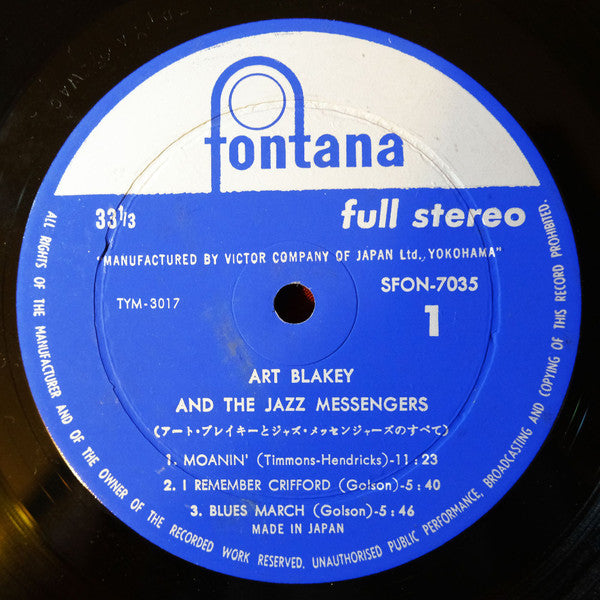 fontana
33 1/3
full stereo
"MANUFACTURED BY VICTOR COMPANY OF JAPAN Ltd., YOKOHAMA"
SFON-7035
TYM-3017
1
ART BLAKEY
AND THE JAZZ MESSENGERS
(アート・ブレイキーとジャズ・メッセンジャーズのすべて)
1. MOANIN' (Timmons-Hendricks)-11:23
2. I REMEMBER CRIFFORD (Golson)-5:40
3. BLUES MARCH (Golson)-5:46
MADE IN JAPAN
ALL RIGHTS OF THE MANUFACTURER AND OF THE OWNER OF THE RECORDED WORK RESERVED. UNAUTHORISED PUBLIC PERFORMANCE, BROADCASTING AND COPYING OF THIS RECORD PROHIBITED.